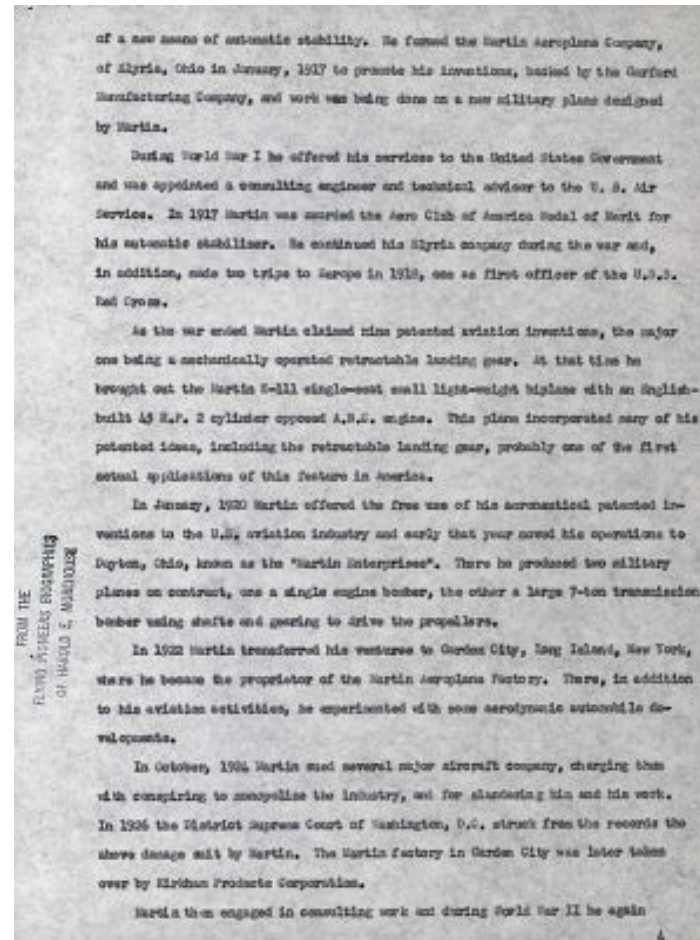 of a new means of automatic stability. He formed the Martin Aeroplane Company,
of Elyria, Ohio in January, 1917 to promote his inventions, backed by the Garford
Manufacturing Company, and work was being done on a new military plane designed
by Martin.
During World War I he offered his services to the United States Government
and was appointed a consulting engineer and technical advisor to the U. S. Air
Service. In 1917 Martin was awarded the Aero Club of America Medal of Merit for
his automatic stabilizer. He continued his Elyria company during the war and,
in addition, made two trips to Europe in 1918, one as first officer of the U.S.S.
Red Cross.
As the war ended Martin claimed nine patented aviation inventions, the major
one being a mechanically operated retractable landing gear. At that time he
brought out the Martin K-111 single-seat small light-weight biplane with an English-
built 45 H.P. 2 cylinder opposed A.B.C. engine. This plane incorporated many of his
patented ideas, including the retractable landing gear, probably one of the first
actual applications of this feature in America.
In January, 1920 Martin offered the free use of his aeronautical patented in-
ventions to the U.S. aviation industry and early that year moved his operations to
Dayton, Ohio, known as the "Martin Enterprises". There he produced two military
planes on contract, one a single engine bomber, the other a large 7-ton transmission
bomber using shafts and gearing to drive the propellers.
In 1922 Martin transferred his ventures to Garden City, Long Island, New York,
where he became the proprietor of the Martin Aeroplane Factory. There, in addition
to his aviation activities, he experimented with some aerodynamic automobile de-
velopments.
In October, 1924 Martin sued several major aircraft company, charging them
with conspiring to monopolize the industry, and for slandering him and his work.
In 1926 the District Supreme Court of Washington, D.C. struck from the records the
above damage suit by Martin. The Martin factory in Garden City was later taken
over by Kirkham Products Corporation.
Martin then engaged in consulting work and during World War II he again
4
FROM THE
FLYING PIONEERS BIOGRAPHIES
OF HAROLD E. MOREHOUSE